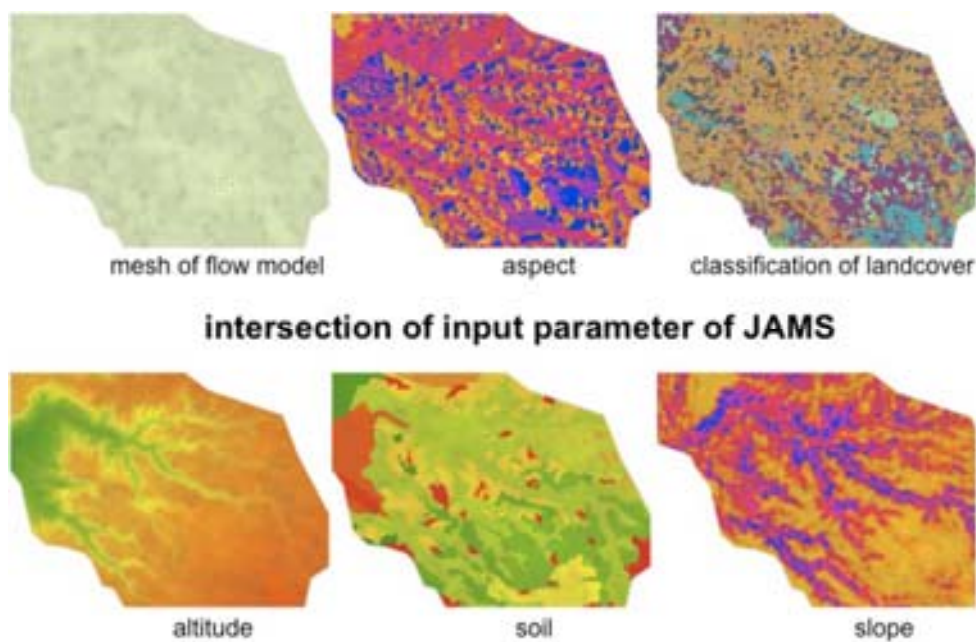 mesh of flow model
aspect
classification of landcover
intersection of input parameter of JAMS
altitude
soil
slope